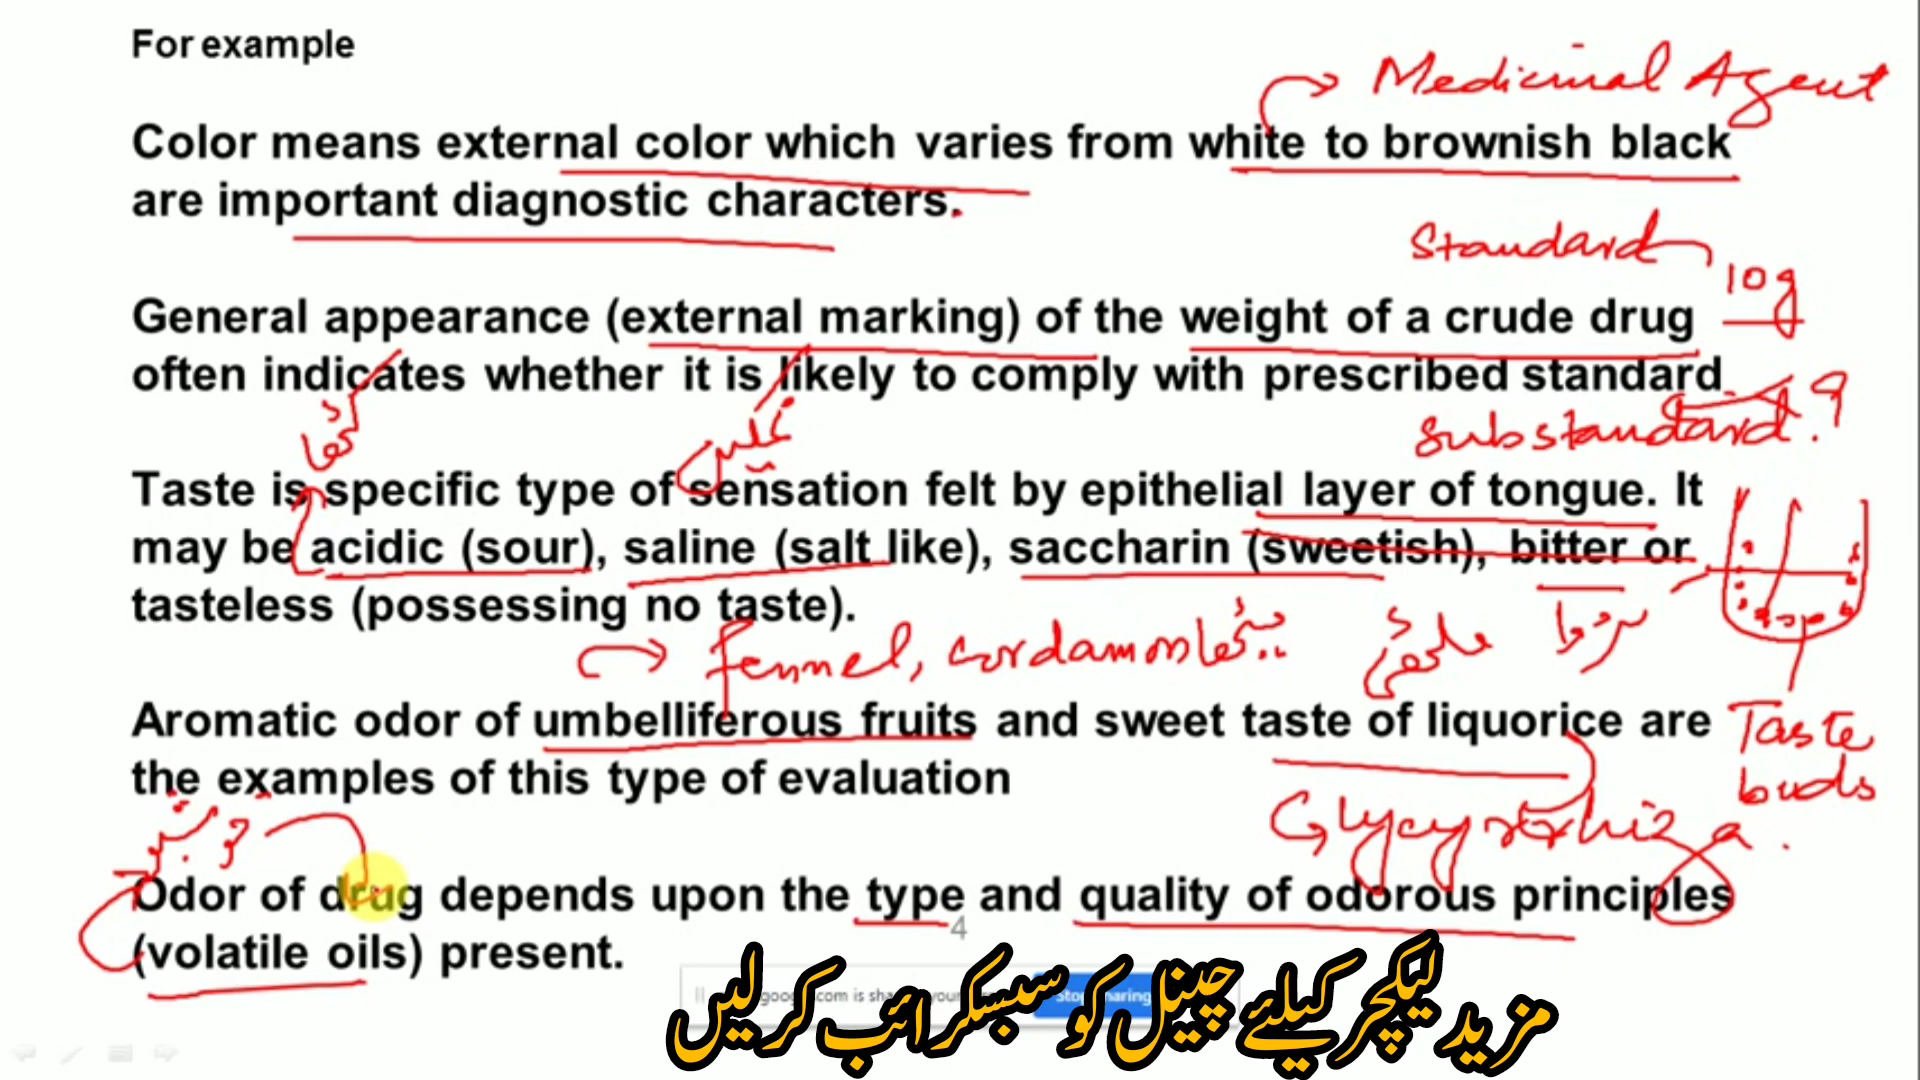 For example
Medicinal Agent
Color means external color which varies from white to brownish black
are important diagnostic characters.
Standard
10g
General appearance (external marking) of the weight of a crude drug
often indicates whether it is likely to comply with prescribed standard
substandard. ?
Taste is specific type of sensation felt by epithelial layer of tongue. It
may be acidic (sour), saline (salt like), saccharin (sweetish), bitter or
tasteless (possessing no taste).
fennel,
Aromatic odor of umbelliferous fruits and sweet taste of liquorice are
the examples of this type of evaluation
Taste
buds
Odor of drug depends upon the type and quality of odorous principles
(volatile oils) present.
4
مزید لیکچر کیلئے چینل کو سبسکرائب کر لیں